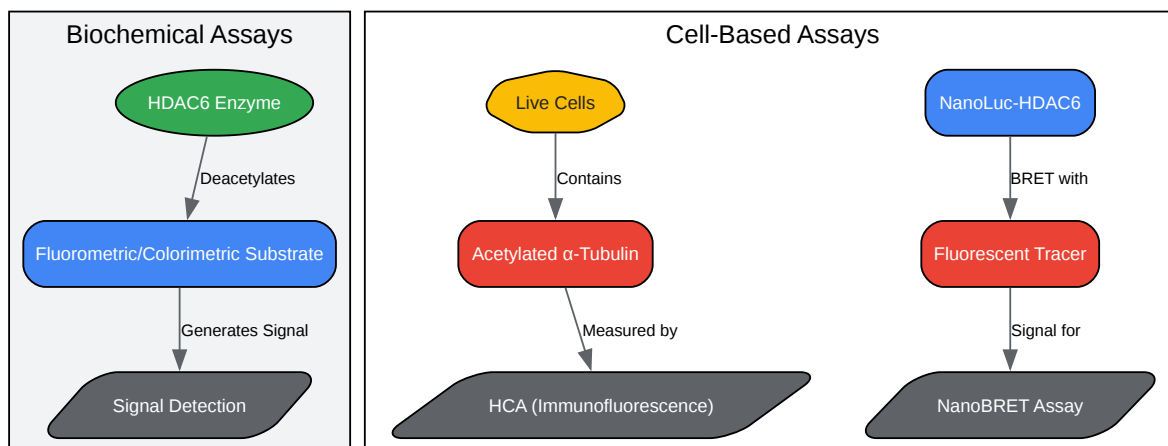 Biochemical Assays
HDAC6 Enzyme
Deacetylates
Fluorometric/Colorimetric Substrate
Generates Signal
Signal Detection
Cell-Based Assays
Live Cells
Contains
Acetylated α-Tubulin
Measured by
HCA (Immunofluorescence)
NanoLuc-HDAC6
BRET with
Fluorescent Tracer
Signal for
NanoBRET Assay